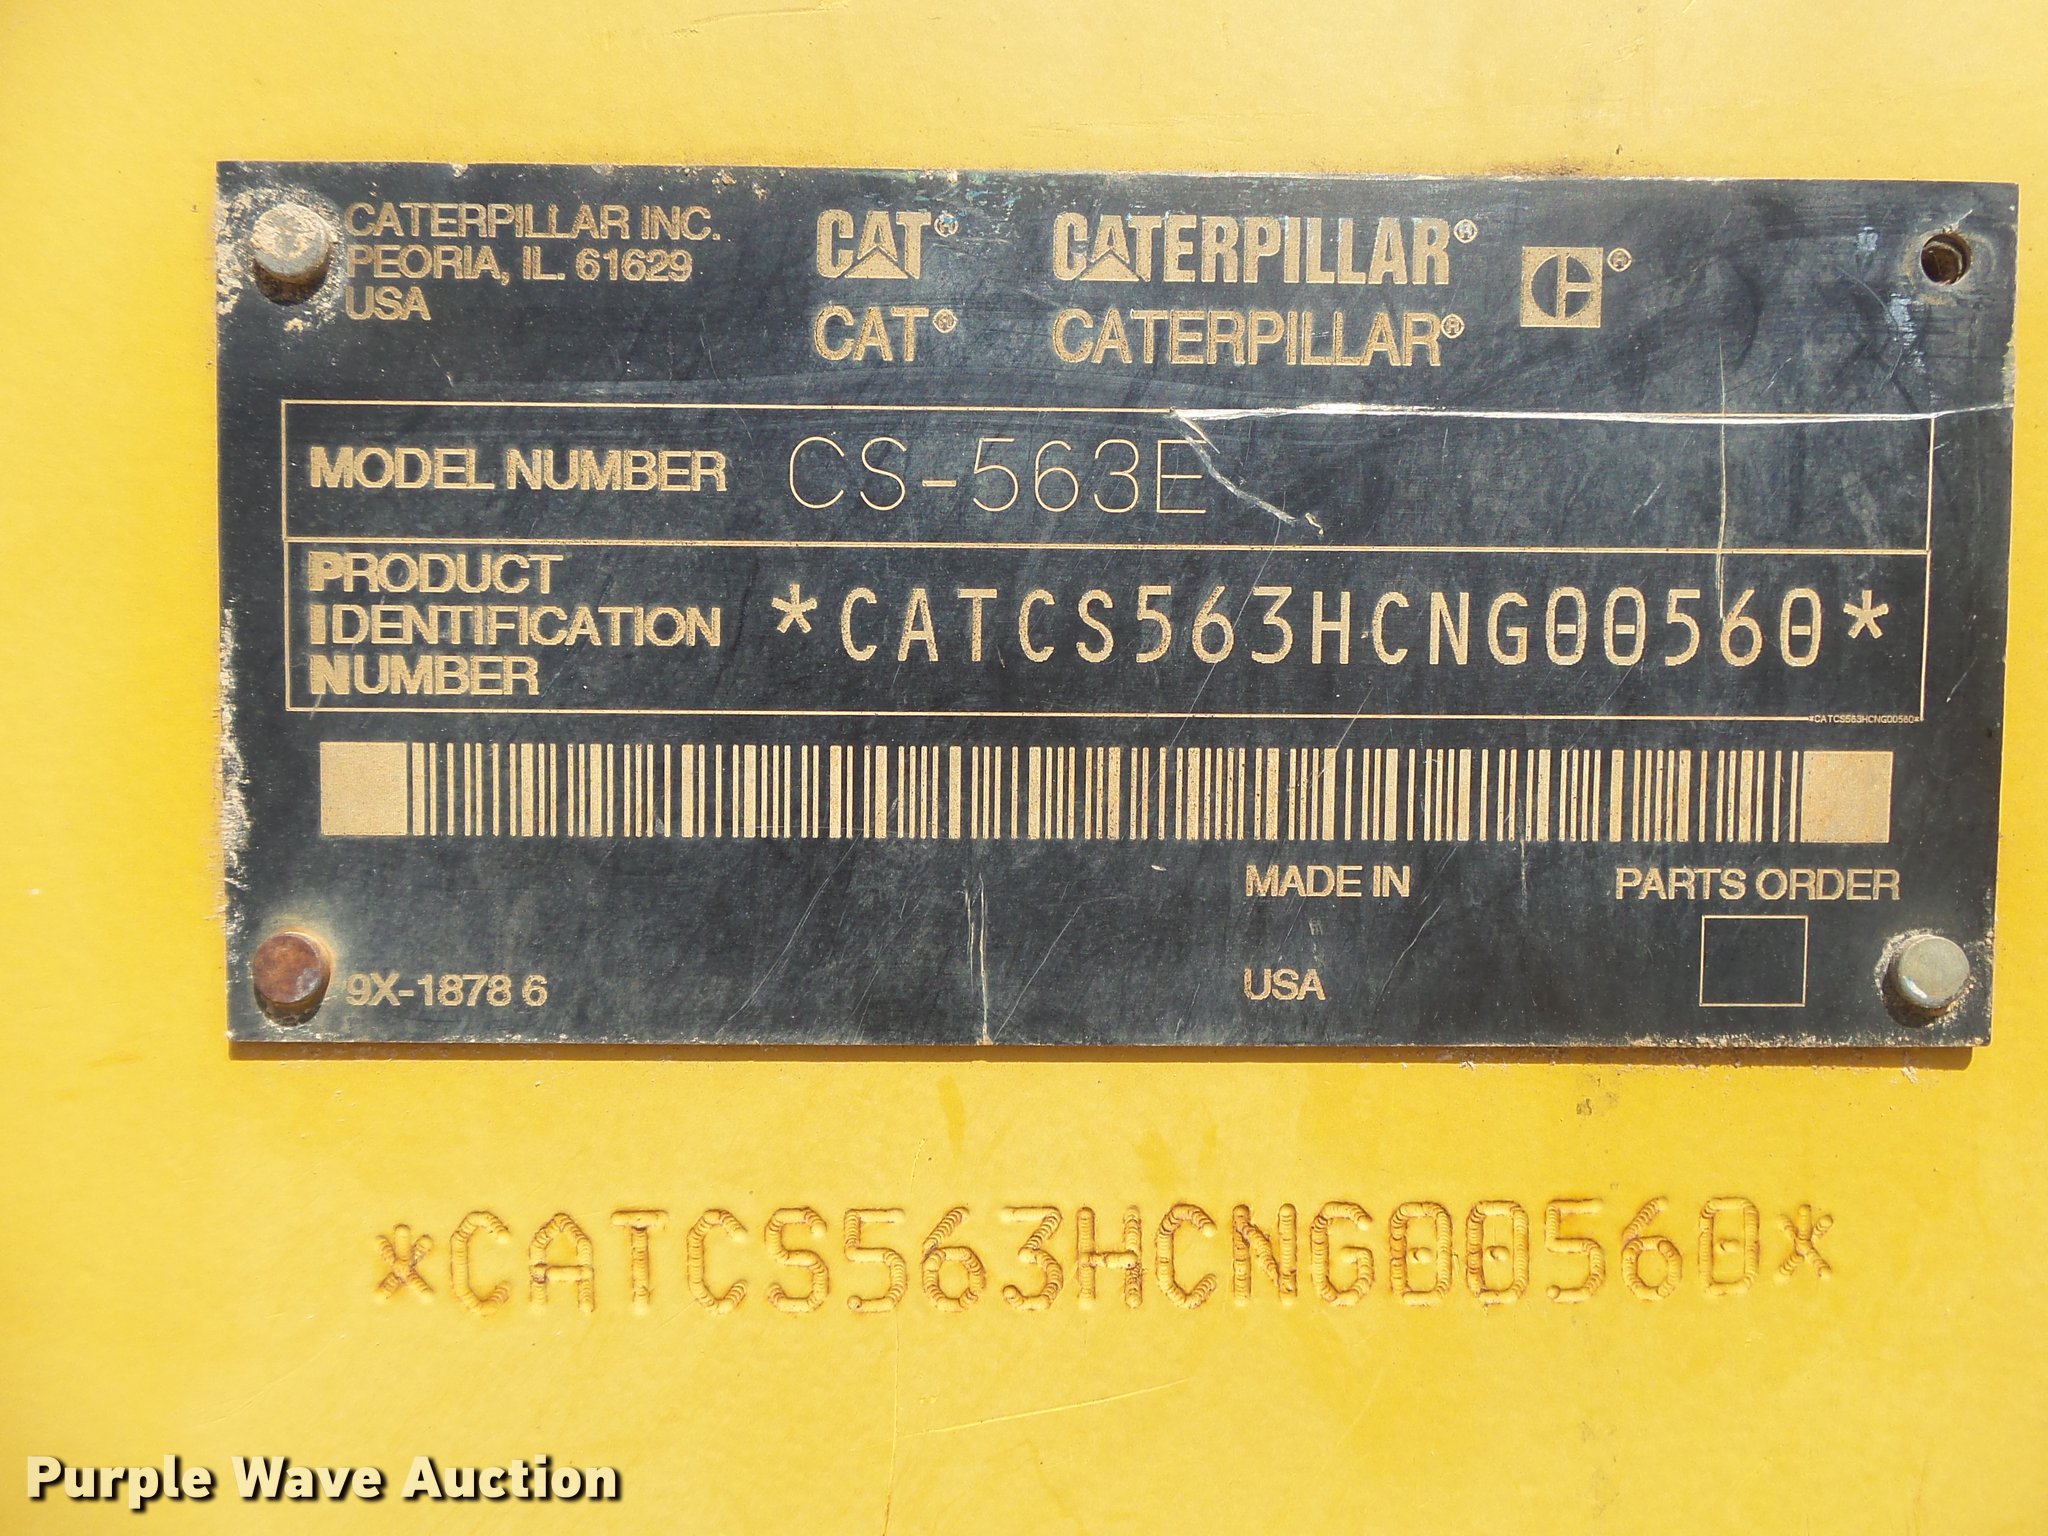 CATERPILLAR INC.
PEORIA, IL. 61629
USA
CAT® CATERPILLAR® C®
CAT® CATERPILLAR®
MODEL NUMBER CS-563E
PRODUCT
IDENTIFICATION
NUMBER
*CATCS563HCNG00560*
*CATCS563HCNG00560*
MADE IN
PARTS ORDER
USA
9X-1878 6
*CATCS563HCNG00560*
Purple Wave Auction